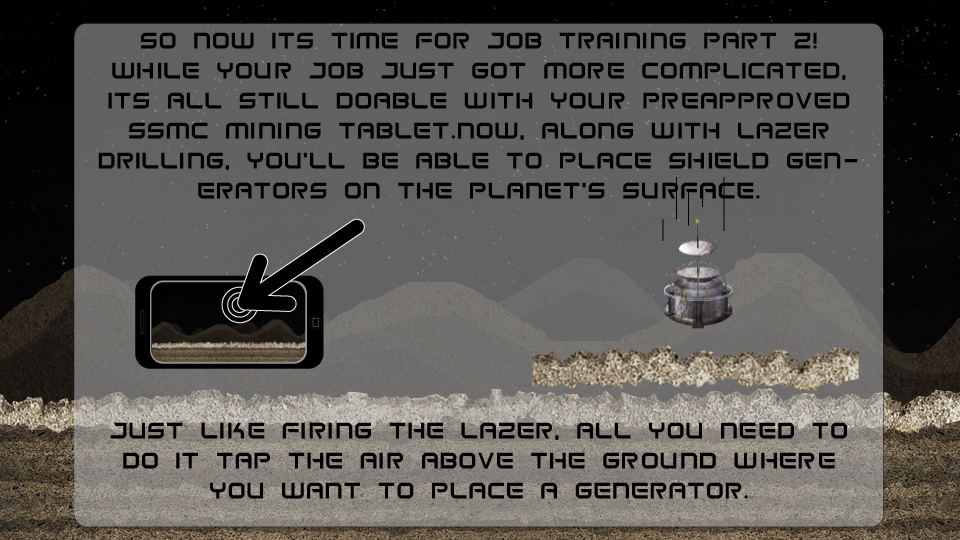 SO NOW ITS TIME FOR JOB TRAINING PART 2!
WHILE YOUR JOB JUST GOT MORE COMPLICATED,
ITS ALL STILL DOABLE WITH YOUR PREAPPROVED
SSMC MINING TABLET.NOW, ALONG WITH LAZER
DRILLING, YOU'LL BE ABLE TO PLACE SHIELD GEN-
ERATORS ON THE PLANET'S SURFACE.
JUST LIKE FIRING THE LAZER, ALL YOU NEED TO
DO IT TAP THE AIR ABOVE THE GROUND WHERE
YOU WANT TO PLACE A GENERATOR.